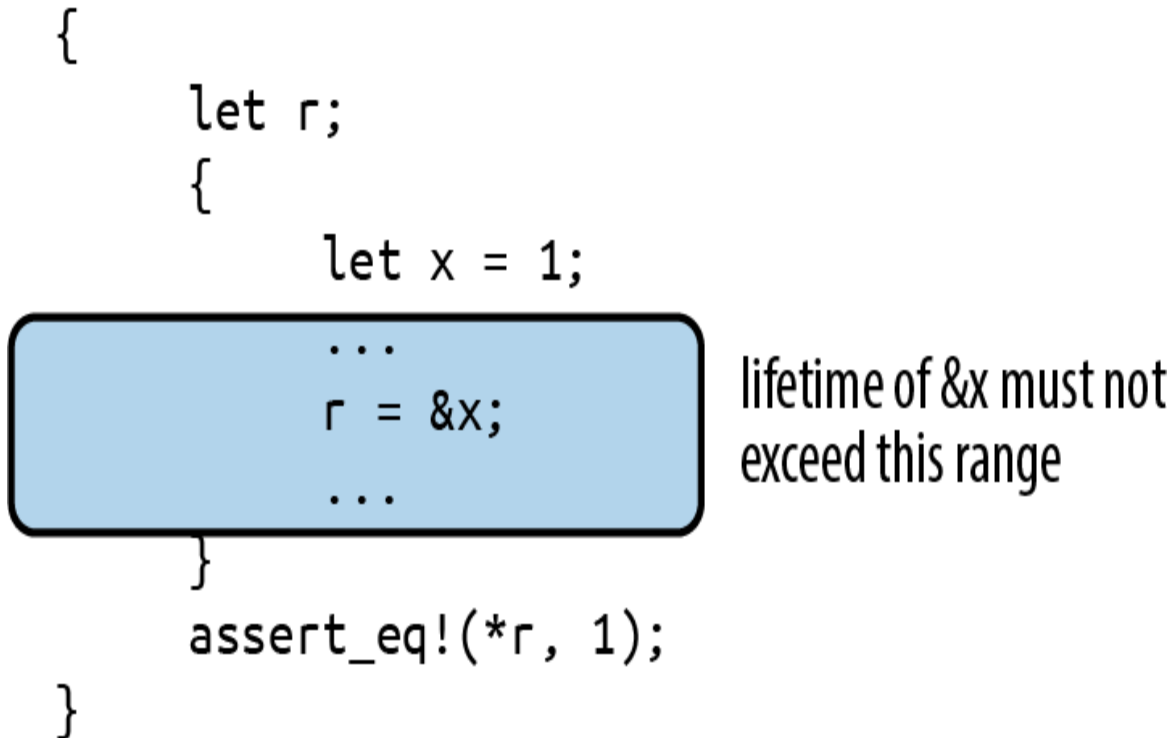 {
let r;
{
let x = 1;
...
r = &x;
...
}
assert_eq!(*r, 1);
}
lifetime of &x must not
exceed this range